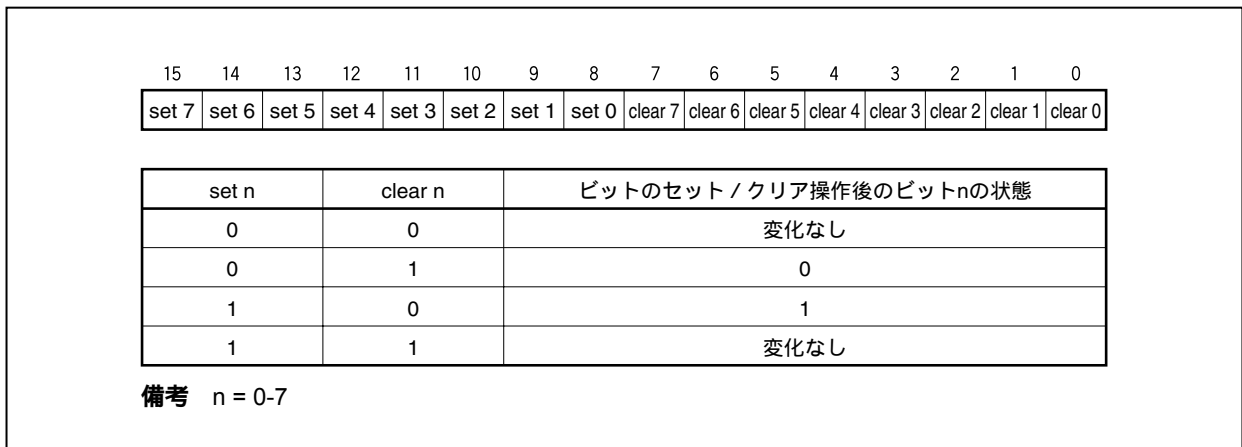 15 14 13 12 11 10 9 8 7 6 5 4 3 2 1 0
set 7 set 6 set 5 set 4 set 3 set 2 set 1 set 0 clear 7 clear 6 clear 5 clear 4 clear 3 clear 2 clear 1 clear 0
set n clear n ビットのセット／クリア操作後のビットnの状態
0 0 変化なし
0 1 0
1 0 1
1 1 変化なし
備考 n = 0-7